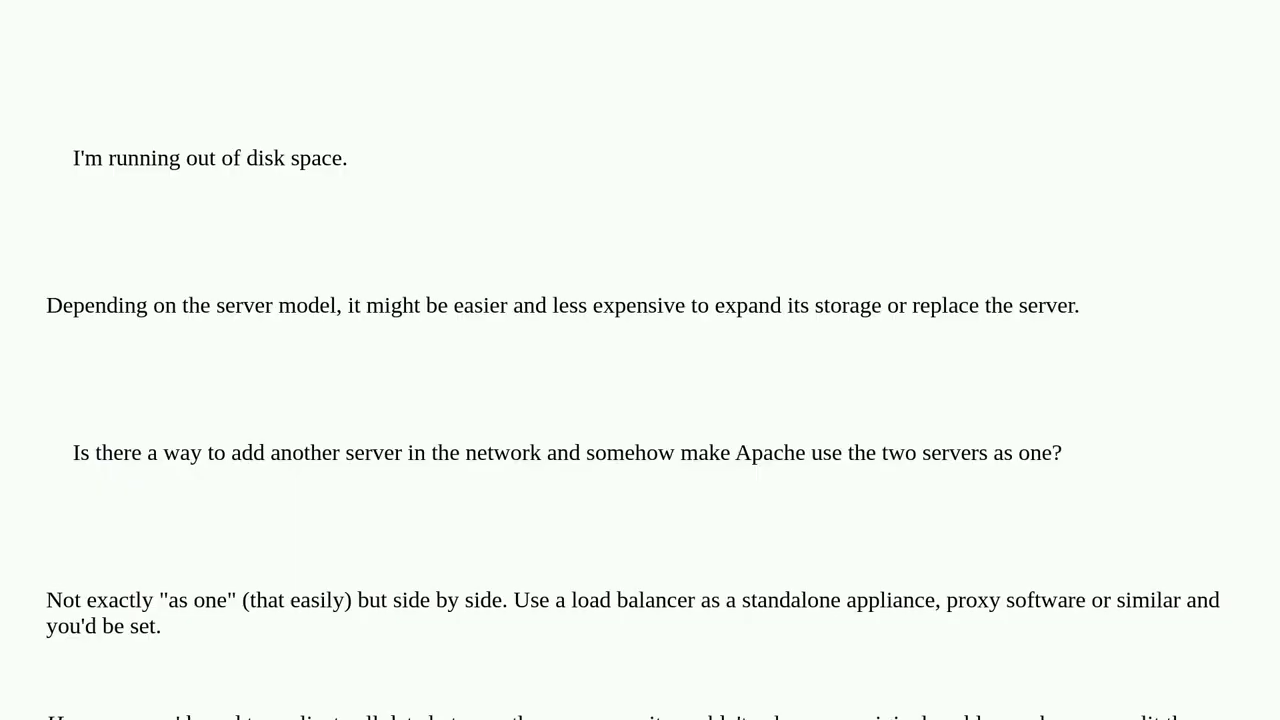 I'm running out of disk space.
Depending on the server model, it might be easier and less expensive to expand its storage or replace the server.
Is there a way to add another server in the network and somehow make Apache use the two servers as one?
Not exactly "as one" (that easily) but side by side. Use a load balancer as a standalone appliance, proxy software or similar and
you'd be set.